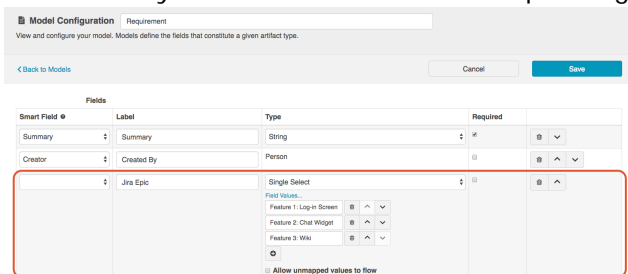 Model Configuration Requirement
View and configure your model. Models define the fields that constitute a given artifact type.
Back to Models Cancel Save
Fields
Smart Field Label Type Required
Summary Summary String
Creator Created By Person
Jira Epic Single Select
Field Values...
Feature 1: Log-in Screen
Feature 2: Chat Widget
Feature 3: Wiki
Allow unmapped values to flow